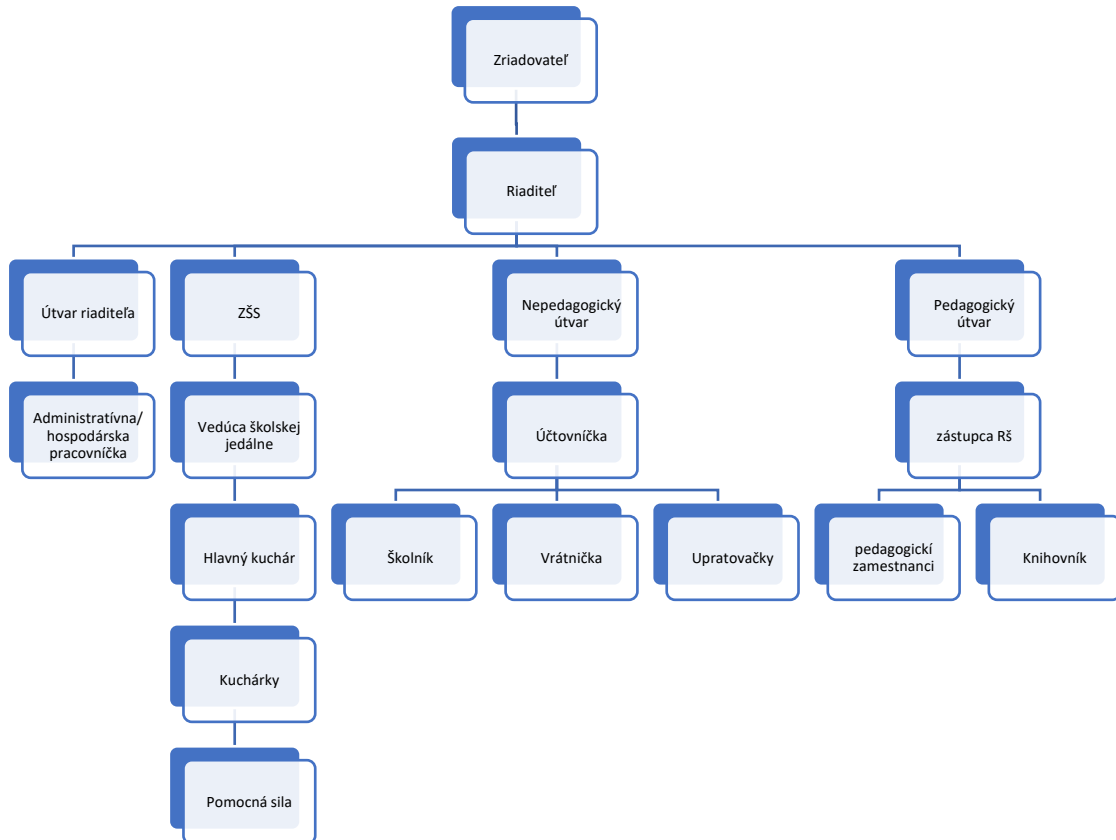 Zriadovateľ
Riaditeľ
Útvar riaditeľa
ZŠS
Nepedagogický
útvar
Pedagogický
útvar
Administratívna/
hospodárska
pracovníčka
Vedúca školskej
jedálne
Účtovníčka
zástupca Rš
Hlavný kuchár
Školník
Vrátnička
Upratovačky
pedagogickí
zamestnanci
Knihovník
Kuchárky
Pomocná sila